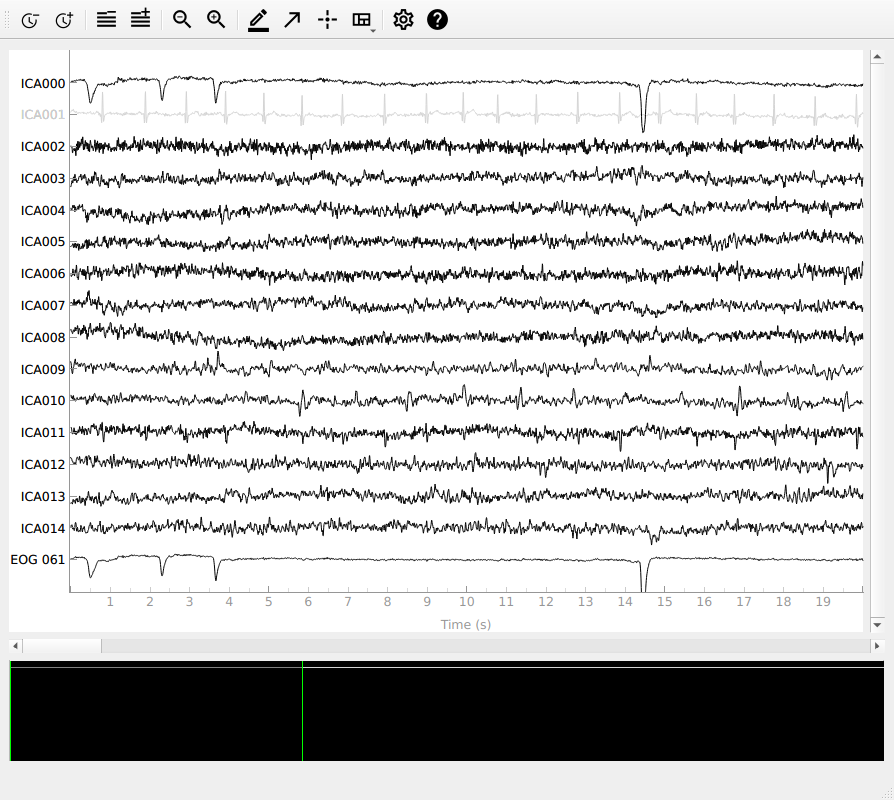 ICA000
ICA001
ICA002
ICA003
ICA004
ICA005
ICA006
ICA007
ICA008
ICA009
ICA010
ICA011
ICA012
ICA013
ICA014
EOG 061
1 2 3 4 5 6 7 8 9 10 11 12 13 14 15 16 17 18 19
Time (s)